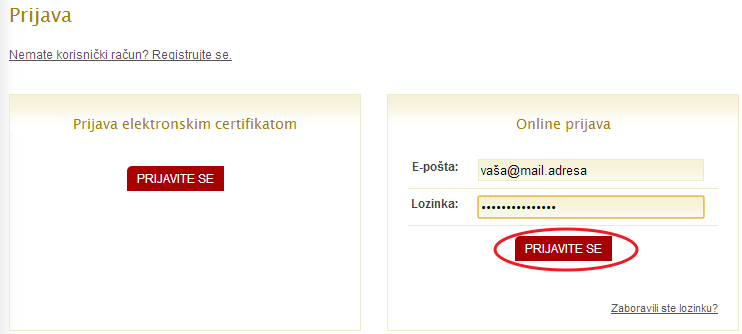 Prijava
Nemate korisnički račun? Registrujte se.
Prijava elektronskim certifikatom
PRIJAVITE SE
Online prijava
E-pošta: vaša@mail.adresa
Lozinka: •••••••••••••••
PRIJAVITE SE
Zaboravili ste lozinku?